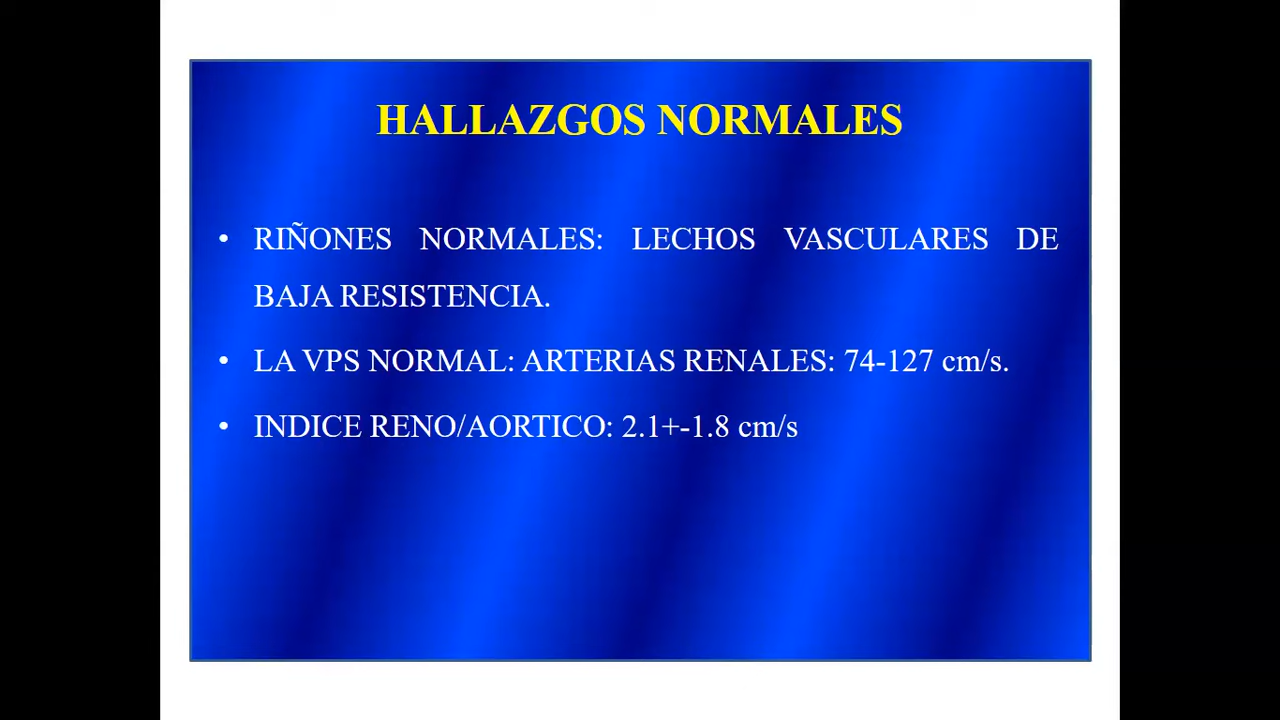 HALLAZGOS NORMALES
• RIÑONES NORMALES: LECHOS VASCULARES DE
BAJA RESISTENCIA.
• LA VPS NORMAL: ARTERIAS RENALES: 74-127 cm/s.
• INDICE RENO/AORTICO: 2.1+-1.8 cm/s